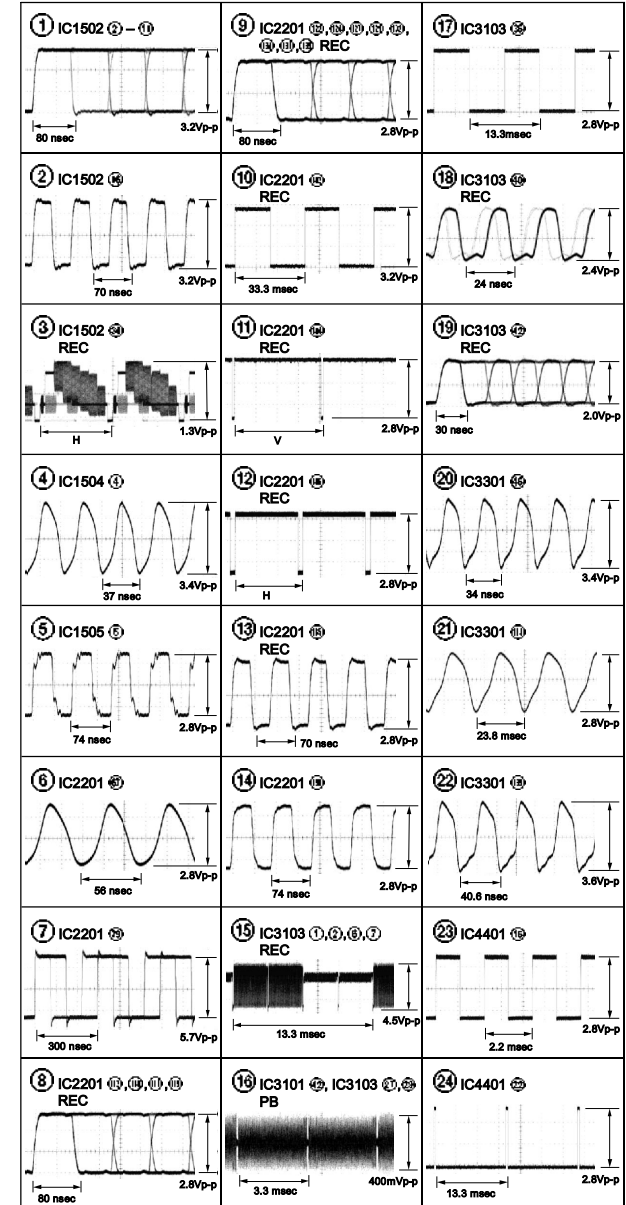 ① IC1502 ② – ⑪
80 nsec
3.2Vp-p
② IC1502
70 nsec
3.2Vp-p
③ IC1502 ㉞
REC
H
1.3Vp-p
④ IC1504 ④
37 nsec
3.4Vp-p
⑤ IC1505 ⑤
74 nsec
2.8Vp-p
⑥ IC2201
56 nsec
2.8Vp-p
⑦ IC2201
300 nsec
5.7Vp-p
⑧ IC2201
REC
80 nsec
2.8Vp-p
⑨ IC2201
REC
80 nsec
2.8Vp-p
⑩ IC2201
REC
33.3 msec
3.2Vp-p
⑪ IC2201
REC
V
2.8Vp-p
⑫ IC2201
REC
H
2.8Vp-p
⑬ IC2201
REC
70 nsec
2.8Vp-p
⑭ IC2201
74 nsec
2.8Vp-p
⑮ IC3103 ①,②,⑥,⑦
REC
13.3 msec
4.5Vp-p
⑯ IC3101 ㊷, IC3103
PB
3.3 msec
400mVp-p
⑰ IC3103
13.3msec
2.8Vp-p
⑱ IC3103
REC
24 nsec
2.4Vp-p
⑲ IC3103 ㊷
REC
30 nsec
2.0Vp-p
⑳ IC3301
34 nsec
3.4Vp-p
㉑ IC3301
23.8 msec
2.8Vp-p
㉒ IC3301
40.6 nsec
3.6Vp-p
㉓ IC4401
2.2 msec
2.8Vp-p
㉔ IC4401
13.3 msec
2.8Vp-p